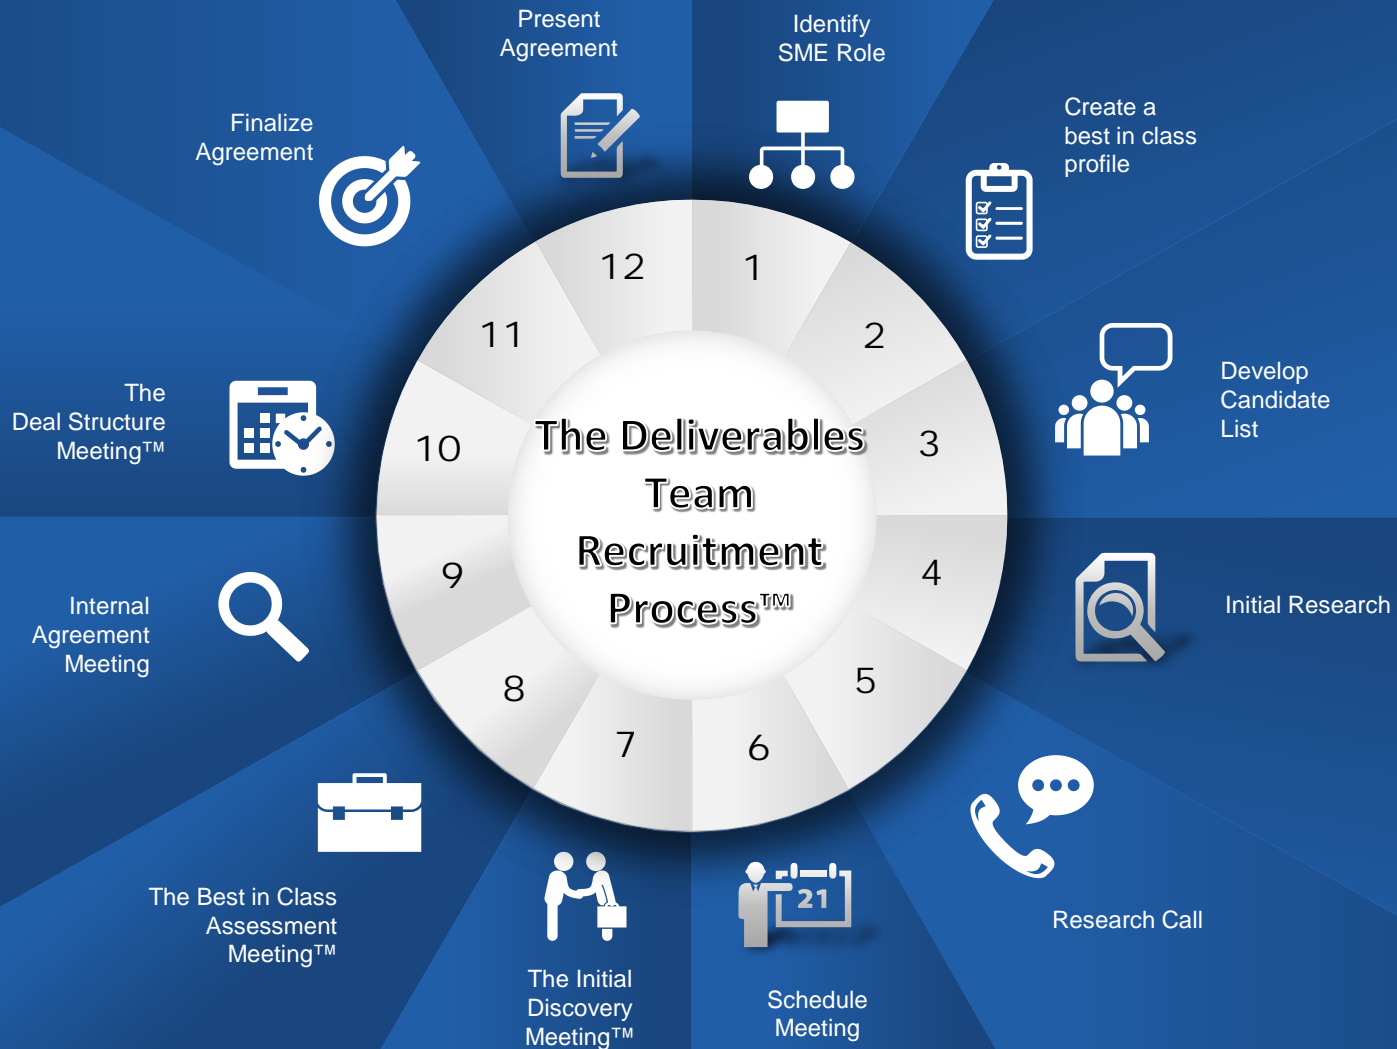 The Deliverables
Team
Recruitment
Process™
1
Identify
SME Role
2
Create a
best in class
profile
3
Develop
Candidate
List
4
Initial Research
5
Research Call
6
21
Schedule
Meeting
7
The Initial
Discovery
Meeting™
8
The Best in Class
Assessment
Meeting™
9
Internal
Agreement
Meeting
10
The
Deal Structure
Meeting™
11
Finalize
Agreement
12
Present
Agreement